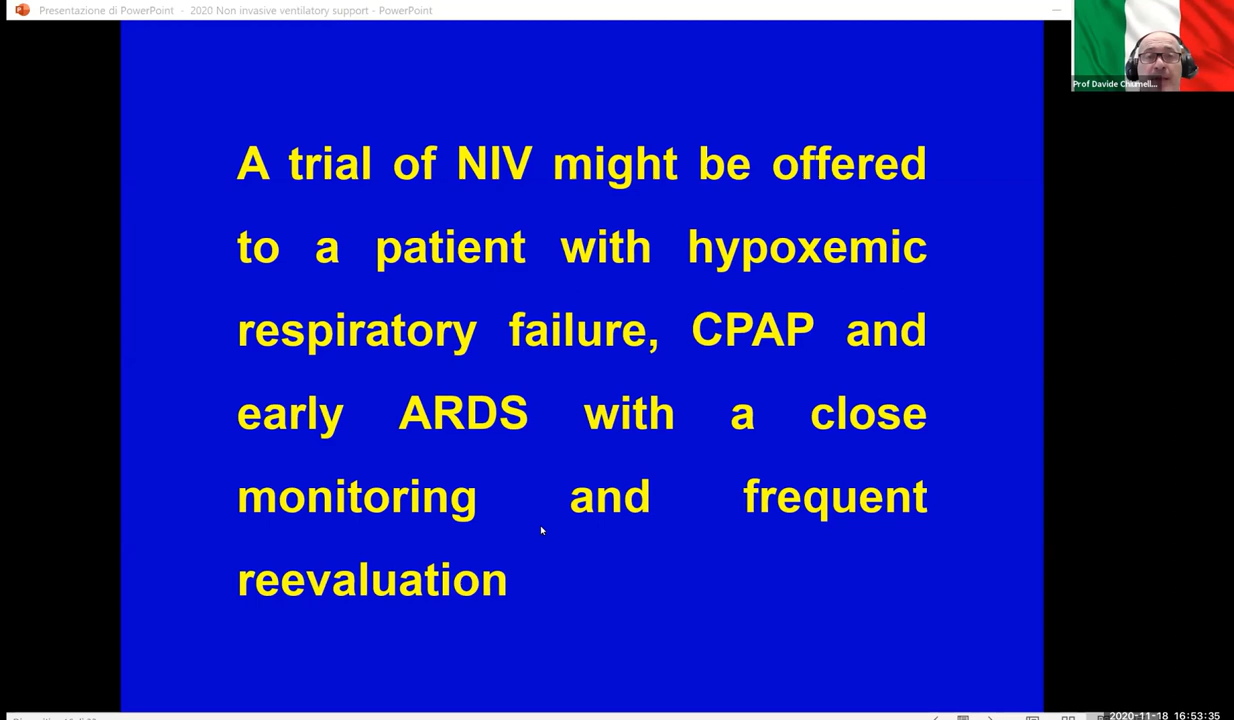 Presentazione di PowerPoint - 2020 Non invasive ventilatory support - PowerPoint
Prof Davide Chiumell...
A trial of NIV might be offered
to a patient with hypoxemic
respiratory failure, CPAP and
early ARDS with a close
monitoring and frequent
reevaluation
2020-11-18 16:53:35